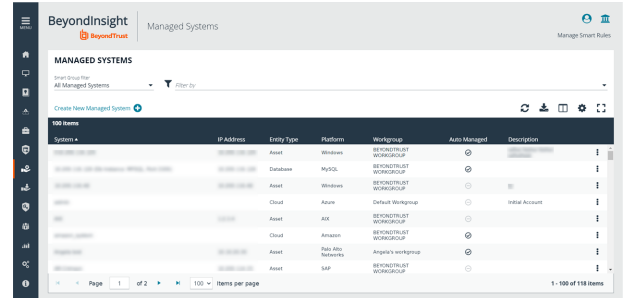 MENU
BeyondInsight
BeyondTrust
Managed Systems
Manage Smart Rules
MANAGED SYSTEMS
Smart Group filter
All Managed Systems
Filter by
Create New Managed System
100 items
System IP Address Entity Type Platform Workgroup Auto Managed Description
Asset Windows BEYONDTRUST WORKGROUP
Database MySQL BEYONDTRUST WORKGROUP
Asset Windows BEYONDTRUST WORKGROUP
Cloud Azure Default Workgroup Initial Account
Asset AIX BEYONDTRUST WORKGROUP
Cloud Amazon BEYONDTRUST WORKGROUP
Asset Palo Alto Networks Angela's workgroup
Asset SAP BEYONDTRUST WORKGROUP
Page 1 of 2 100 Items per page 1 - 100 of 118 items